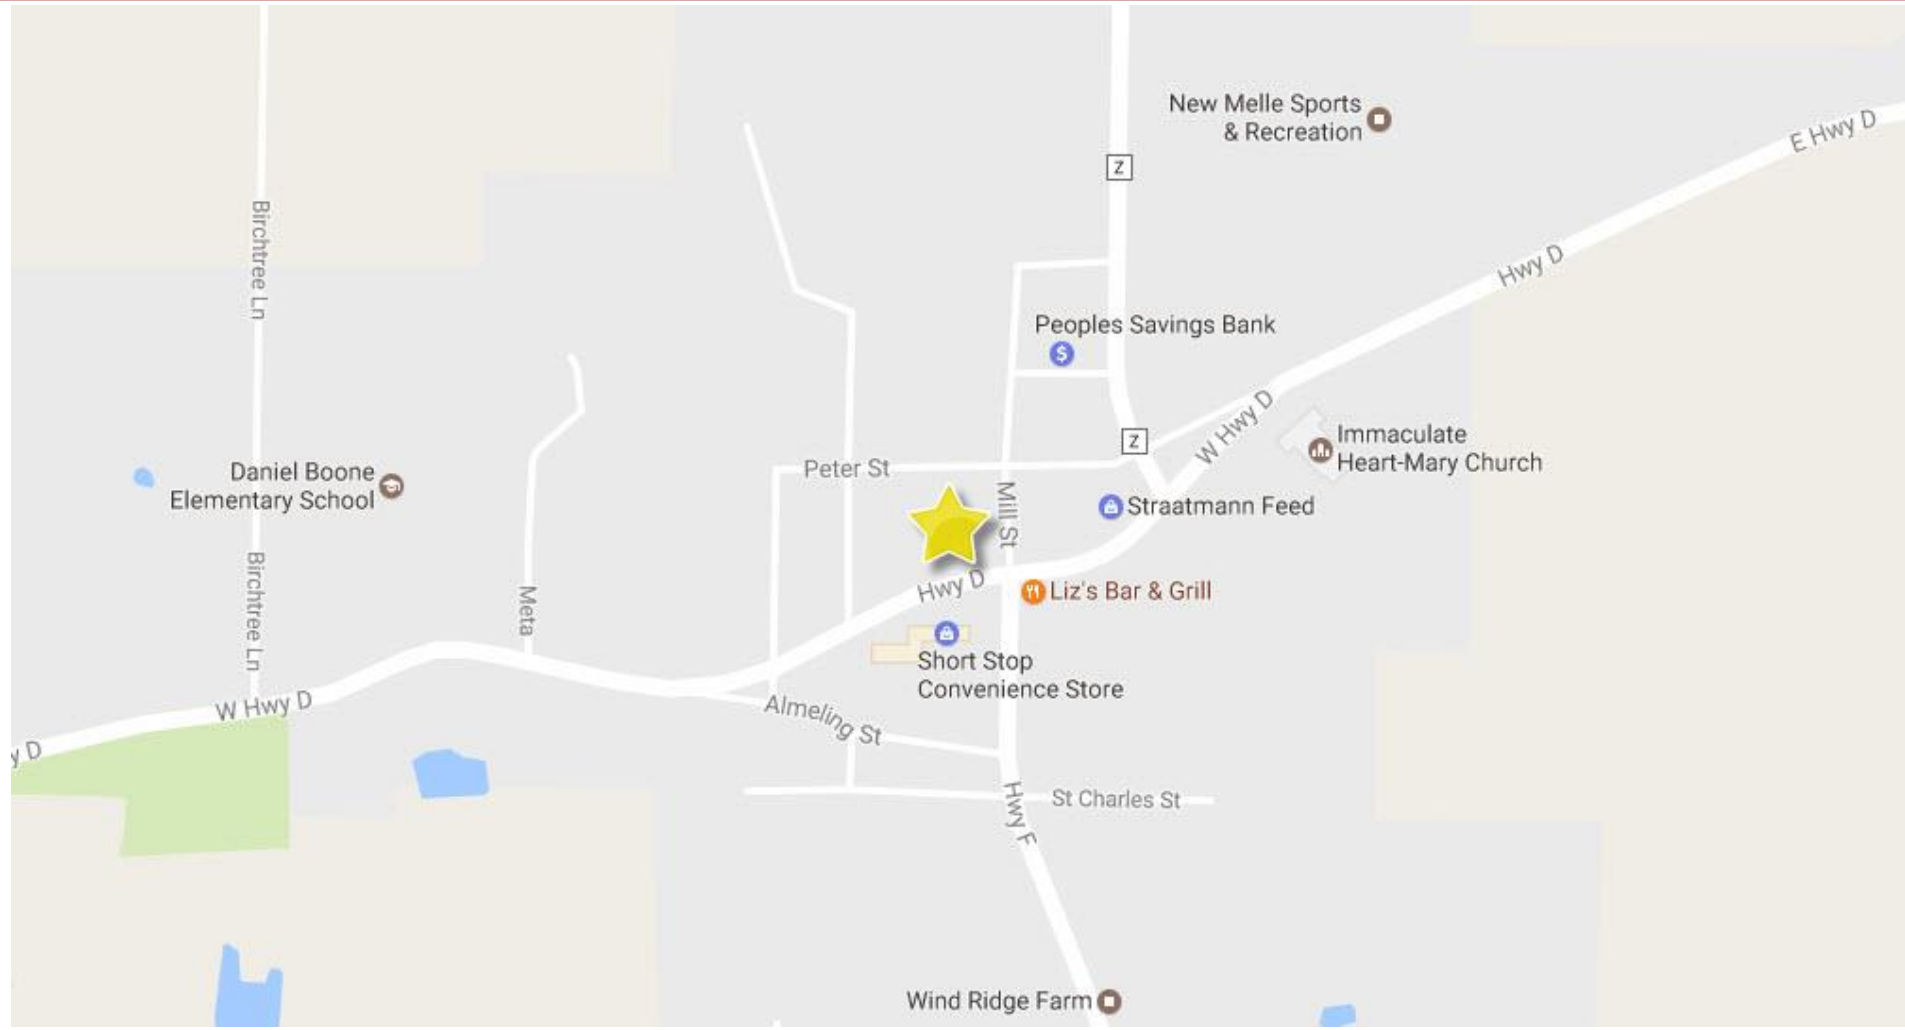 New Melle Sports
& Recreation
E Hwy D
Z
Birchtree Ln
Hwy D
Peoples Savings Bank
$
W Hwy D
Z
Immaculate
Heart-Mary Church
Daniel Boone
Elementary School
Peter St
Mill St
Straatmann Feed
Birchtree Ln
Meta
Hwy D
Liz's Bar & Grill
Short Stop
Convenience Store
W Hwy D
Almeling St
y D
Hwy F
St Charles St
Wind Ridge Farm